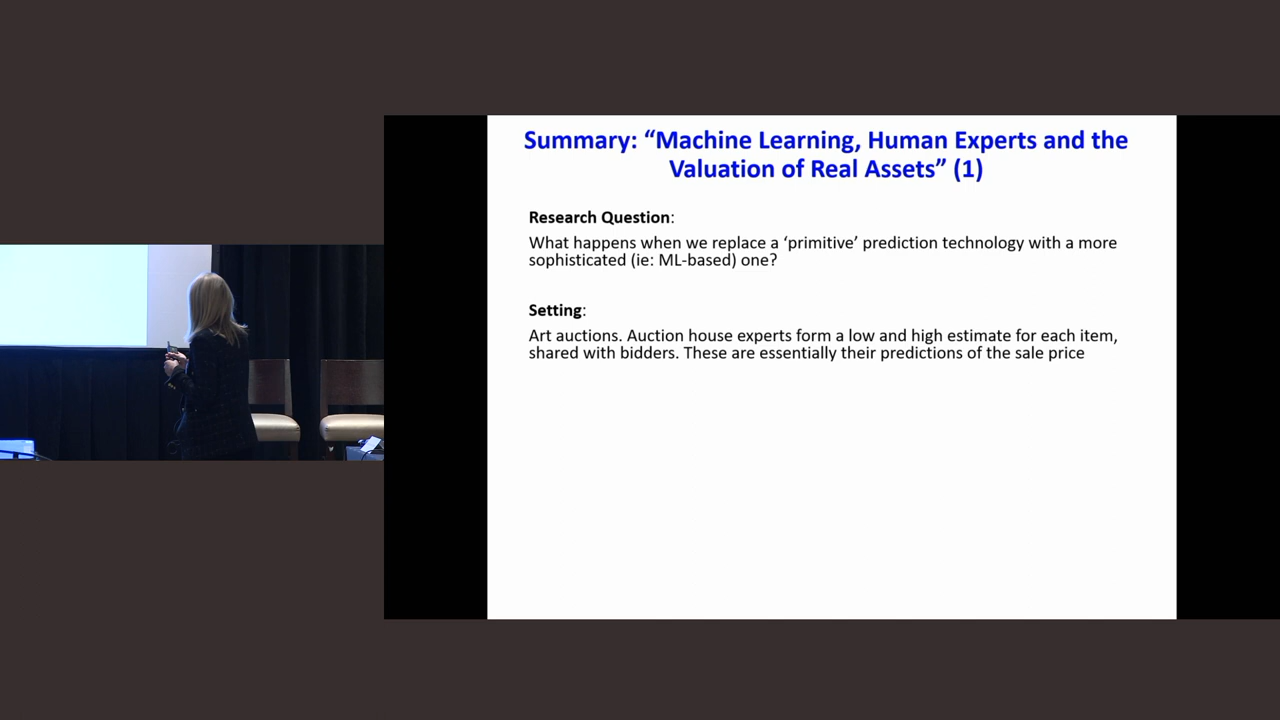 Summary: “Machine Learning, Human Experts and the
Valuation of Real Assets” (1)
Research Question:
What happens when we replace a ‘primitive’ prediction technology with a more
sophisticated (ie: ML-based) one?
Setting:
Art auctions. Auction house experts form a low and high estimate for each item,
shared with bidders. These are essentially their predictions of the sale price